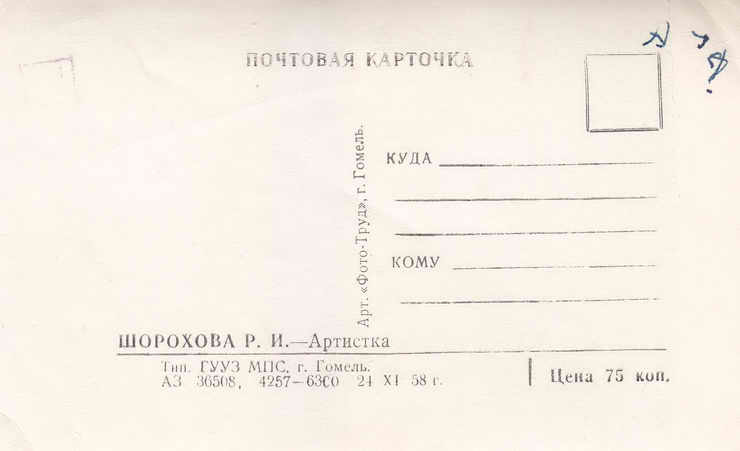 ПОЧТОВАЯ КАРТОЧКА
КУДА
КОМУ
Арт. «Фото-Труд», г. Гомель.
ШОРОХОВА Р. И.—Артистка
Тип. ГУУЗ МПС, г. Гомель.
АЗ 36508, 4257—6300 24 XI 58 г.
Цена 75 коп.